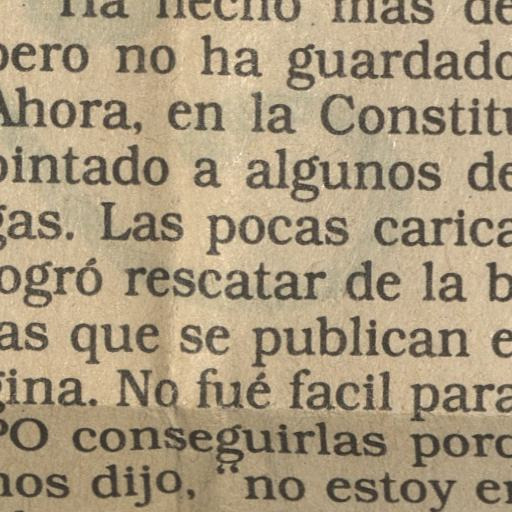 Ha hecho mas de
pero no ha guardado
Ahora, en la Constitu
pintado a algunos de
gas. Las pocas carica
logró rescatar de la b
as que se publican e
gina. No fué facil para
PO conseguirlas porq
nos dijo, "no estoy en